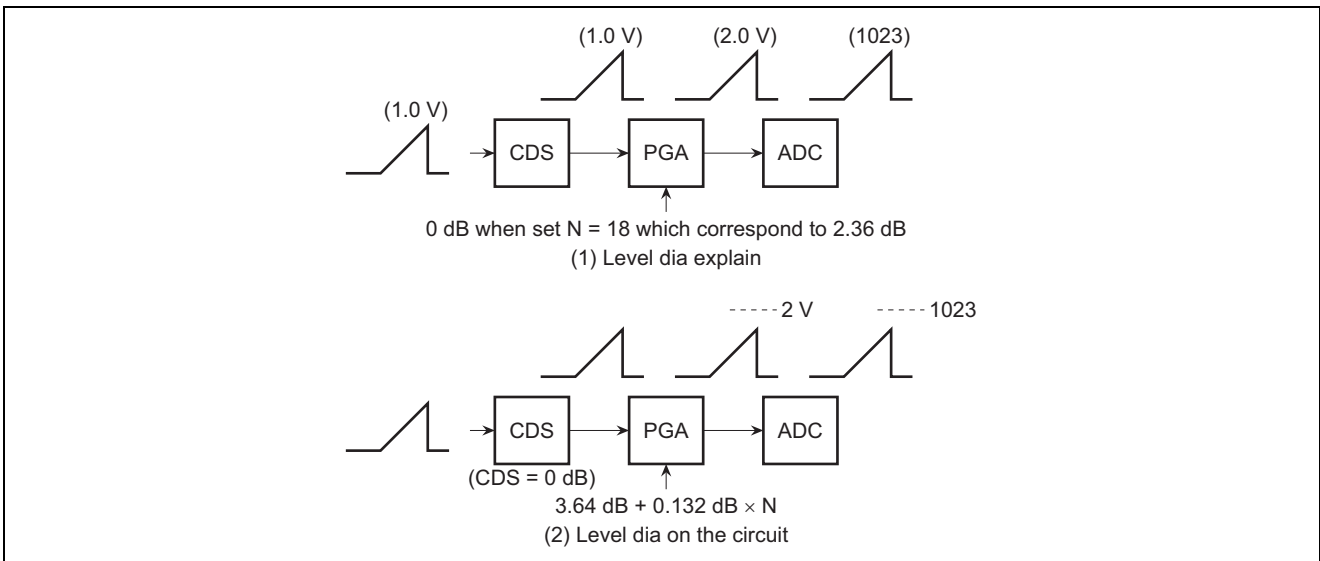 (1.0 V) (2.0 V) (1023)
(1.0 V)
CDS PGA ADC
0 dB when set N = 18 which correspond to 2.36 dB
(1) Level dia explain
2 V 1023
CDS PGA ADC
(CDS = 0 dB)
3.64 dB + 0.132 dB × N
(2) Level dia on the circuit